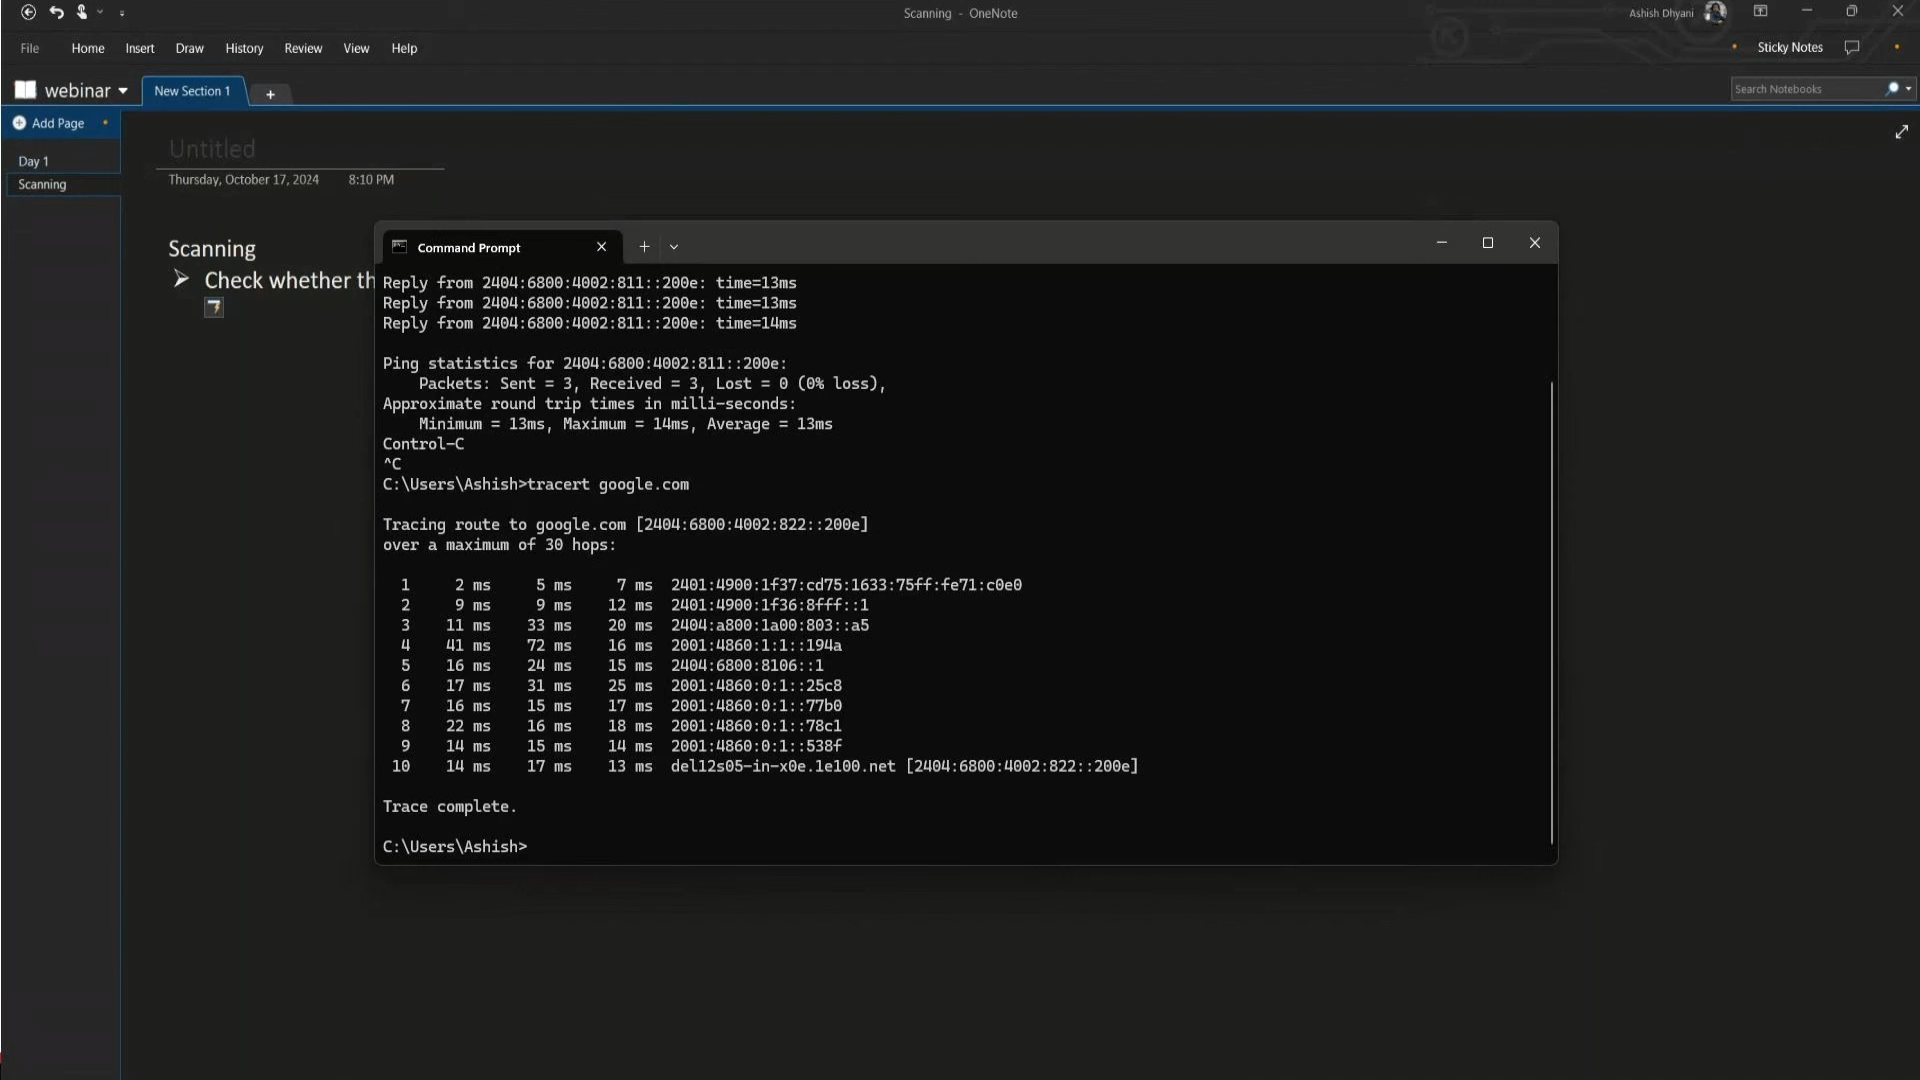 Scanning - OneNote
Ashish Dhyani
File Home Insert Draw History Review View Help
Sticky Notes
webinar New Section 1 +
Search Notebooks
Add Page
Day 1
Scanning
Untitled
Thursday, October 17, 2024 8:10 PM
Scanning
Check whether th
Command Prompt
Reply from 2404:6800:4002:811::200e: time=13ms
Reply from 2404:6800:4002:811::200e: time=13ms
Reply from 2404:6800:4002:811::200e: time=14ms
Ping statistics for 2404:6800:4002:811::200e:
Packets: Sent = 3, Received = 3, Lost = 0 (0% loss),
Approximate round trip times in milli-seconds:
Minimum = 13ms, Maximum = 14ms, Average = 13ms
Control-C
^C
C:\Users\Ashish>tracert google.com
Tracing route to google.com [2404:6800:4002:822::200e]
over a maximum of 30 hops:
1 2 ms 5 ms 7 ms 2401:4900:1f37:cd75:1633:75ff:fe71:c0e0
2 9 ms 9 ms 12 ms 2401:4900:1f36:8fff::1
3 11 ms 33 ms 20 ms 2404:a800:1a00:803::a5
4 41 ms 72 ms 16 ms 2001:4860:1:1::194a
5 16 ms 24 ms 15 ms 2404:6800:8106::1
6 17 ms 31 ms 25 ms 2001:4860:0:1::25c8
7 16 ms 15 ms 17 ms 2001:4860:0:1::77b0
8 22 ms 16 ms 18 ms 2001:4860:0:1::78c1
9 14 ms 15 ms 14 ms 2001:4860:0:1::538f
10 14 ms 17 ms 13 ms del12s05-in-x0e.1e100.net [2404:6800:4002:822::200e]
Trace complete.
C:\Users\Ashish>